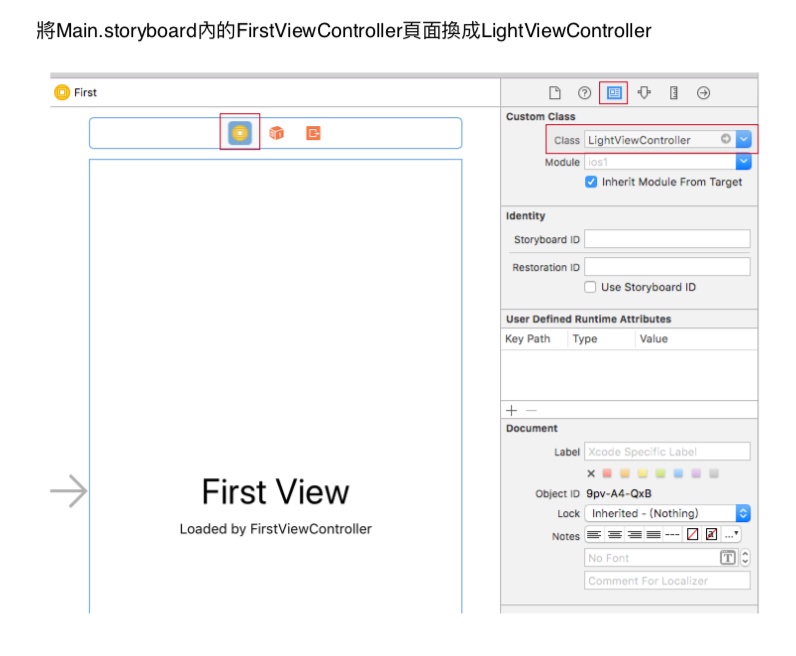 將Main.storyboard內的FirstViewController頁面換成LightViewController
First
Custom Class
Class LightViewController
Module ios1
Inherit Module From Target
Identity
Storyboard ID
Restoration ID
Use Storyboard ID
User Defined Runtime Attributes
Key Path Type Value
Document
Label Xcode Specific Label
Object ID 9pv-A4-QxB
Lock Inherited - (Nothing)
Notes
No Font
Comment For Localizer
First View
Loaded by FirstViewController